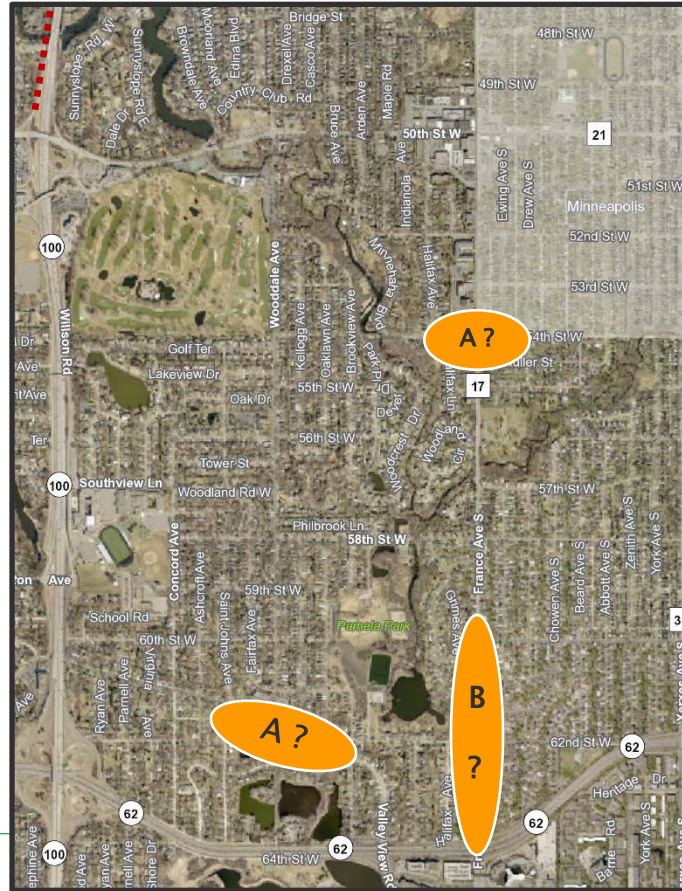 Bridge St
48th St W
49th St W
Sunnyslope Rd W
Sunnyslope Rd E
Dale Dr
Moorland Ave
Browndale Ave
Edina Blvd
Drexel Ave
Casco Ave
Country Club Rd
Bruce Ave
Arden Ave
Maple Rd
50th St W
Indianola Ave
21
Ewing Ave S
Drew Ave S
51st St W
Minneapolis
52nd St W
53rd St W
100
Willson Rd
Wooddale Ave
Minnehaha Blvd
Halifax Ave
A ?
54th St W
Kellogg Ave
Oaklawn Ave
Brookview Ave
Park Pl
Golf Ter
Lakeview Dr
55th St W
Oak Dr
56th St W
Woodcrest Dr
Woodland Cir
17
Ter
Tower St
100
Southview Ln
Woodland Rd W
57th St W
Philbrook Ln
58th St W
France Ave S
Concord Ave
Ashcroft Ave
Ave
School Rd
59th St W
60th St W
Saint Johns Ave
Fairfax Ave
Pamela Park
Grimes Ave
Chowen Ave S
Beard Ave S
Abbott Ave S
Zenith Ave S
York Ave S
3
Ryan Ave
Parnell Ave
Virginia Ave
Ave
A ?
B
?
62nd St W
62
Heritage Dr
62
62
62
Valley View Rd
Halifax Ave
64th St W
100
Barrie Rd
York Ave S